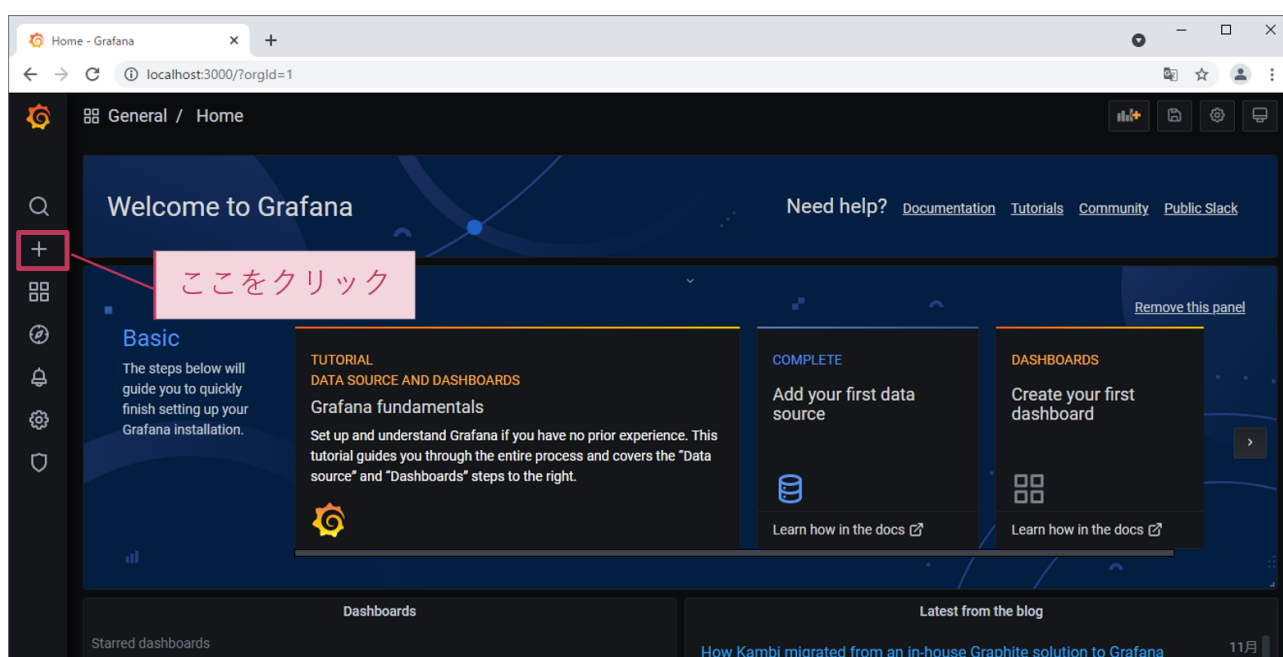 Home - Grafana
localhost:3000/?orgId=1
General / Home
Welcome to Grafana
Need help? Documentation Tutorials Community Public Slack
ここをクリック
Remove this panel
Basic
The steps below will
guide you to quickly
finish setting up your
Grafana installation.
TUTORIAL
DATA SOURCE AND DASHBOARDS
Grafana fundamentals
Set up and understand Grafana if you have no prior experience. This
tutorial guides you through the entire process and covers the “Data
source” and “Dashboards” steps to the right.
COMPLETE
Add your first data
source
Learn how in the docs
DASHBOARDS
Create your first
dashboard
Learn how in the docs
Dashboards
Starred dashboards
Latest from the blog
How Kambi migrated from an in-house Graphite solution to Grafana
11月